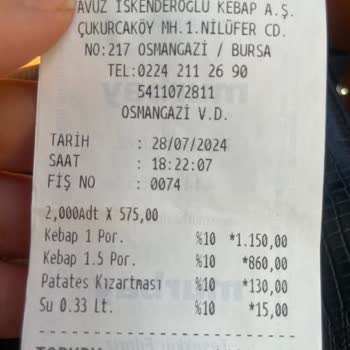 AVUZ İSKENDEROĞLU KEBAP A.Ş.
ÇUKURCAKÖY MH.1.NİLÜFER CD.
NO:217 OSMANGAZİ / BURSA
TEL:0224 211 26 90
5411072811
OSMANGAZİ V.D.
TARİH : 28/07/2024
SAAT : 18:22:07
FİŞ NO : 0074
2,000Adt X 575,00
Kebap 1 Por. %10 *1.150,00
Kebap 1.5 Por. %10 *860,00
Patates Kızartması %10 *130,00
Su 0.33 Lt. %10 *15,00